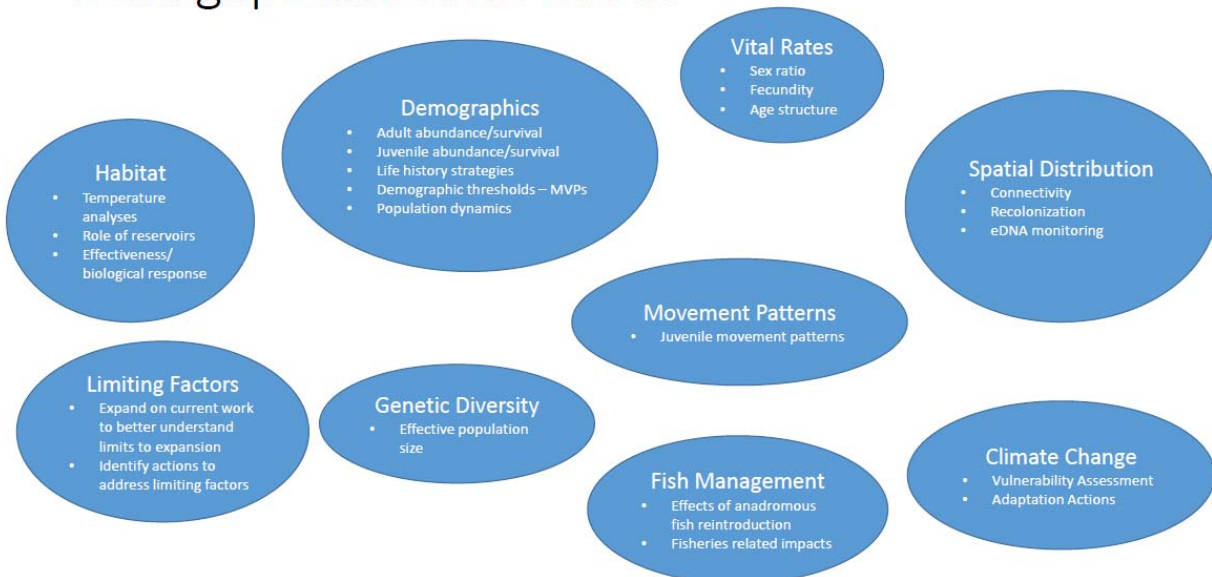 Vital Rates
• Sex ratio
• Fecundity
• Age structure
Demographics
• Adult abundance/survival
• Juvenile abundance/survival
• Life history strategies
• Demographic thresholds – MVPs
• Population dynamics
Habitat
• Temperature
analyses
• Role of reservoirs
• Effectiveness/
biological response
Spatial Distribution
• Connectivity
• Recolonization
• eDNA monitoring
Movement Patterns
• Juvenile movement patterns
Limiting Factors
• Expand on current work
to better understand
limits to expansion
• Identify actions to
address limiting factors
Genetic Diversity
• Effective population
size
Fish Management
• Effects of anadromous
fish reintroduction
• Fisheries related impacts
Climate Change
• Vulnerability Assessment
• Adaptation Actions